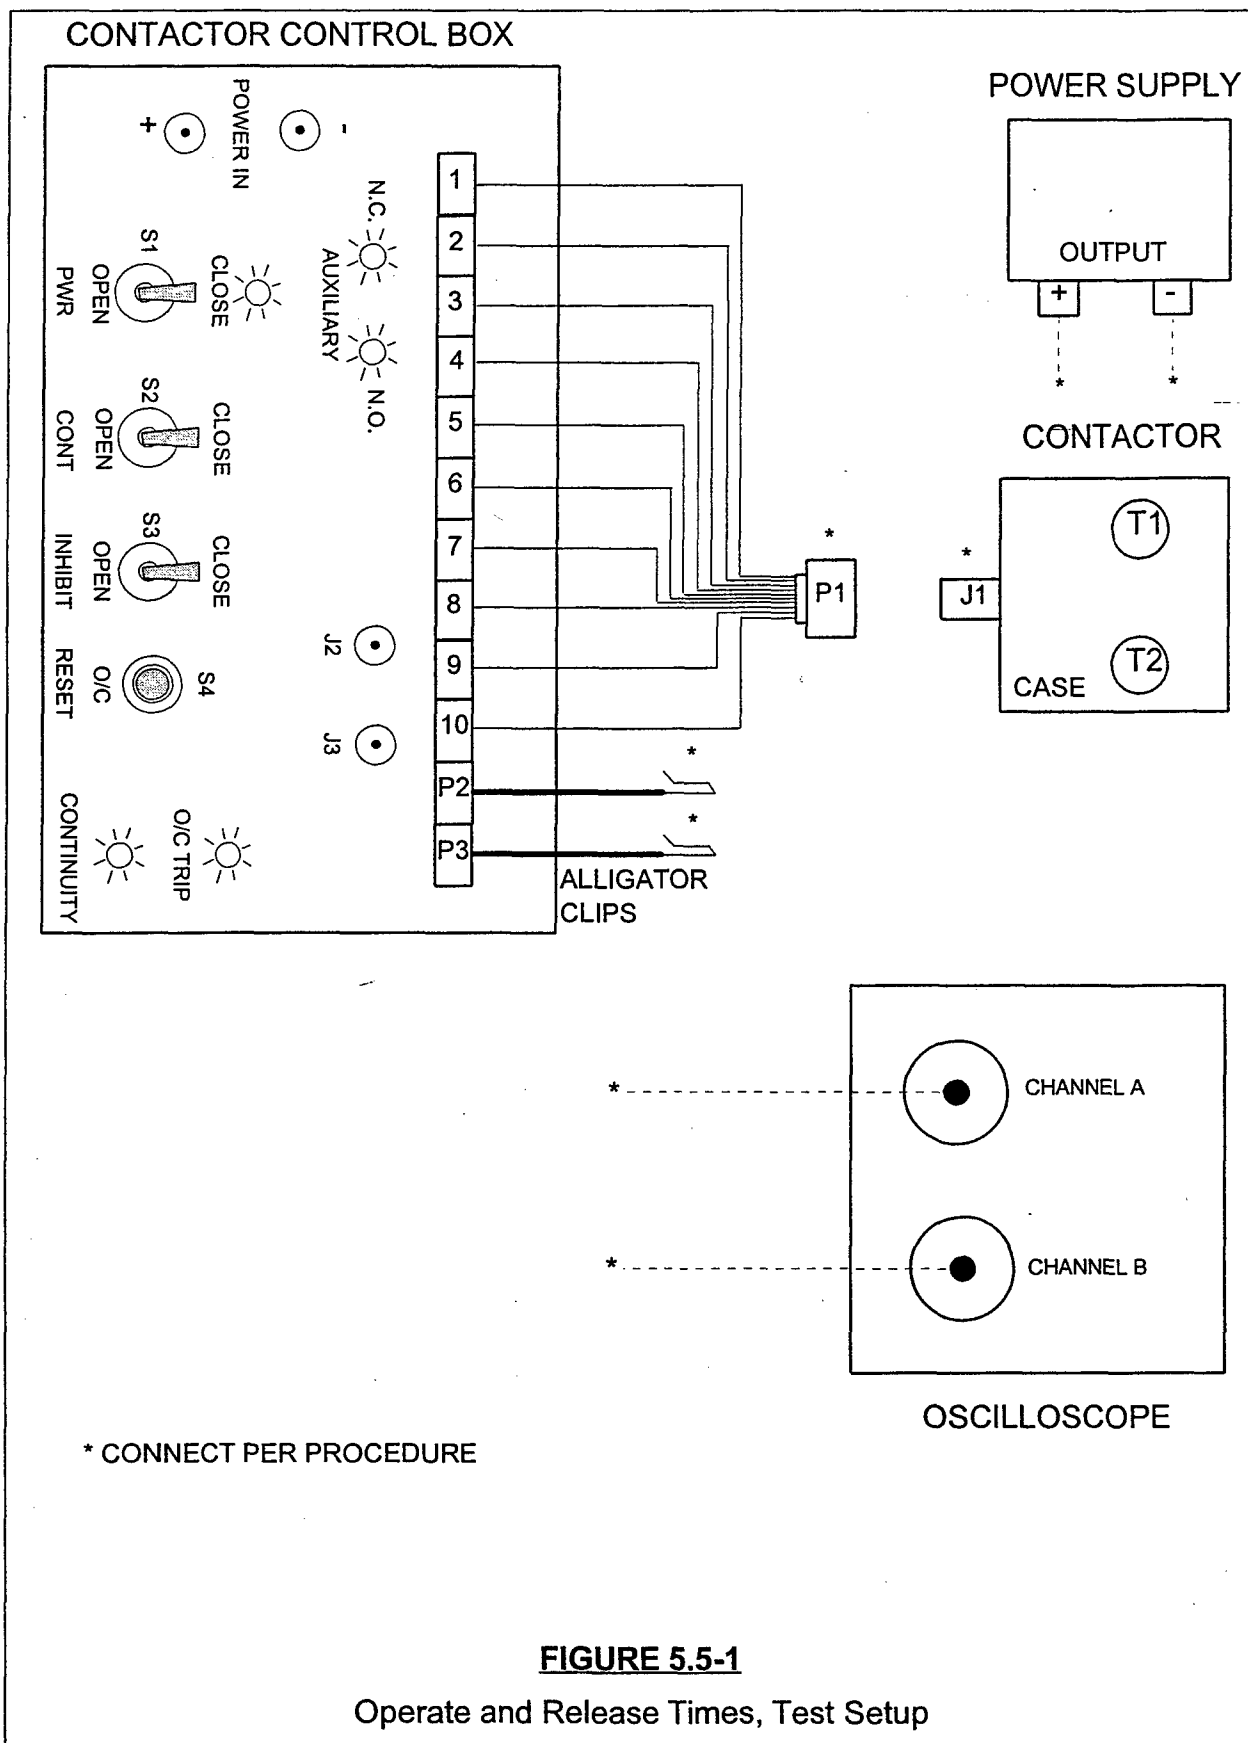 CONTACTOR CONTROL BOX
POWER IN
+
-
N.C.
AUXILIARY
N.O.
S1
CLOSE
OPEN
PWR
S2
CLOSE
OPEN
CONT
S3
CLOSE
OPEN
INHIBIT
S4
O/C
RESET
J2
J3
O/C TRIP
CONTINUITY
1
2
3
4
5
6
7
8
9
10
P2
P3
*
*
ALLIGATOR
CLIPS
*
P1
POWER SUPPLY
OUTPUT
+
-
*
*
CONTACTOR
T1
*
J1
T2
CASE
*
CHANNEL A
*
CHANNEL B
OSCILLOSCOPE
* CONNECT PER PROCEDURE
FIGURE 5.5-1
Operate and Release Times, Test Setup